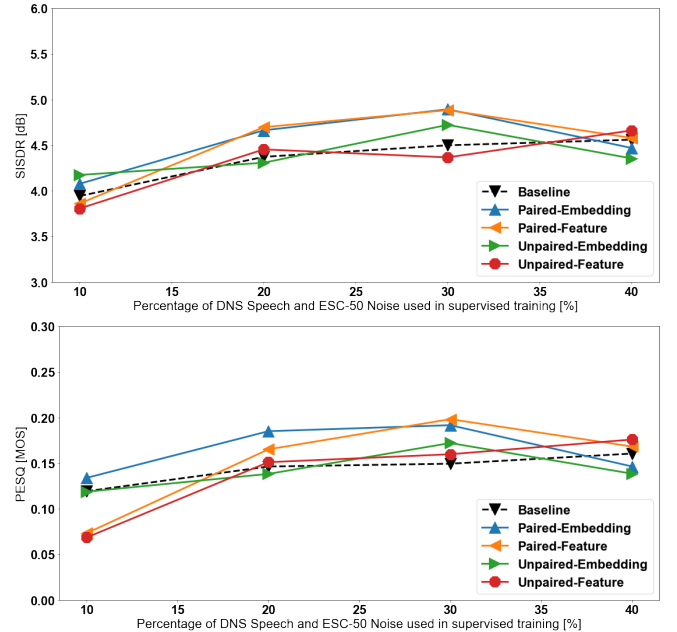 6.0
5.5
5.0
4.5
4.0
3.5
3.0
SISDR [dB]
Baseline
Paired-Embedding
Paired-Feature
Unpaired-Embedding
Unpaired-Feature
10 15 20 25 30 35 40
Percentage of DNS Speech and ESC-50 Noise used in supervised training [%]
0.30
0.25
0.20
0.15
0.10
0.05
0.00
PESQ [MOS]
Baseline
Paired-Embedding
Paired-Feature
Unpaired-Embedding
Unpaired-Feature
10 15 20 25 30 35 40
Percentage of DNS Speech and ESC-50 Noise used in supervised training [%]